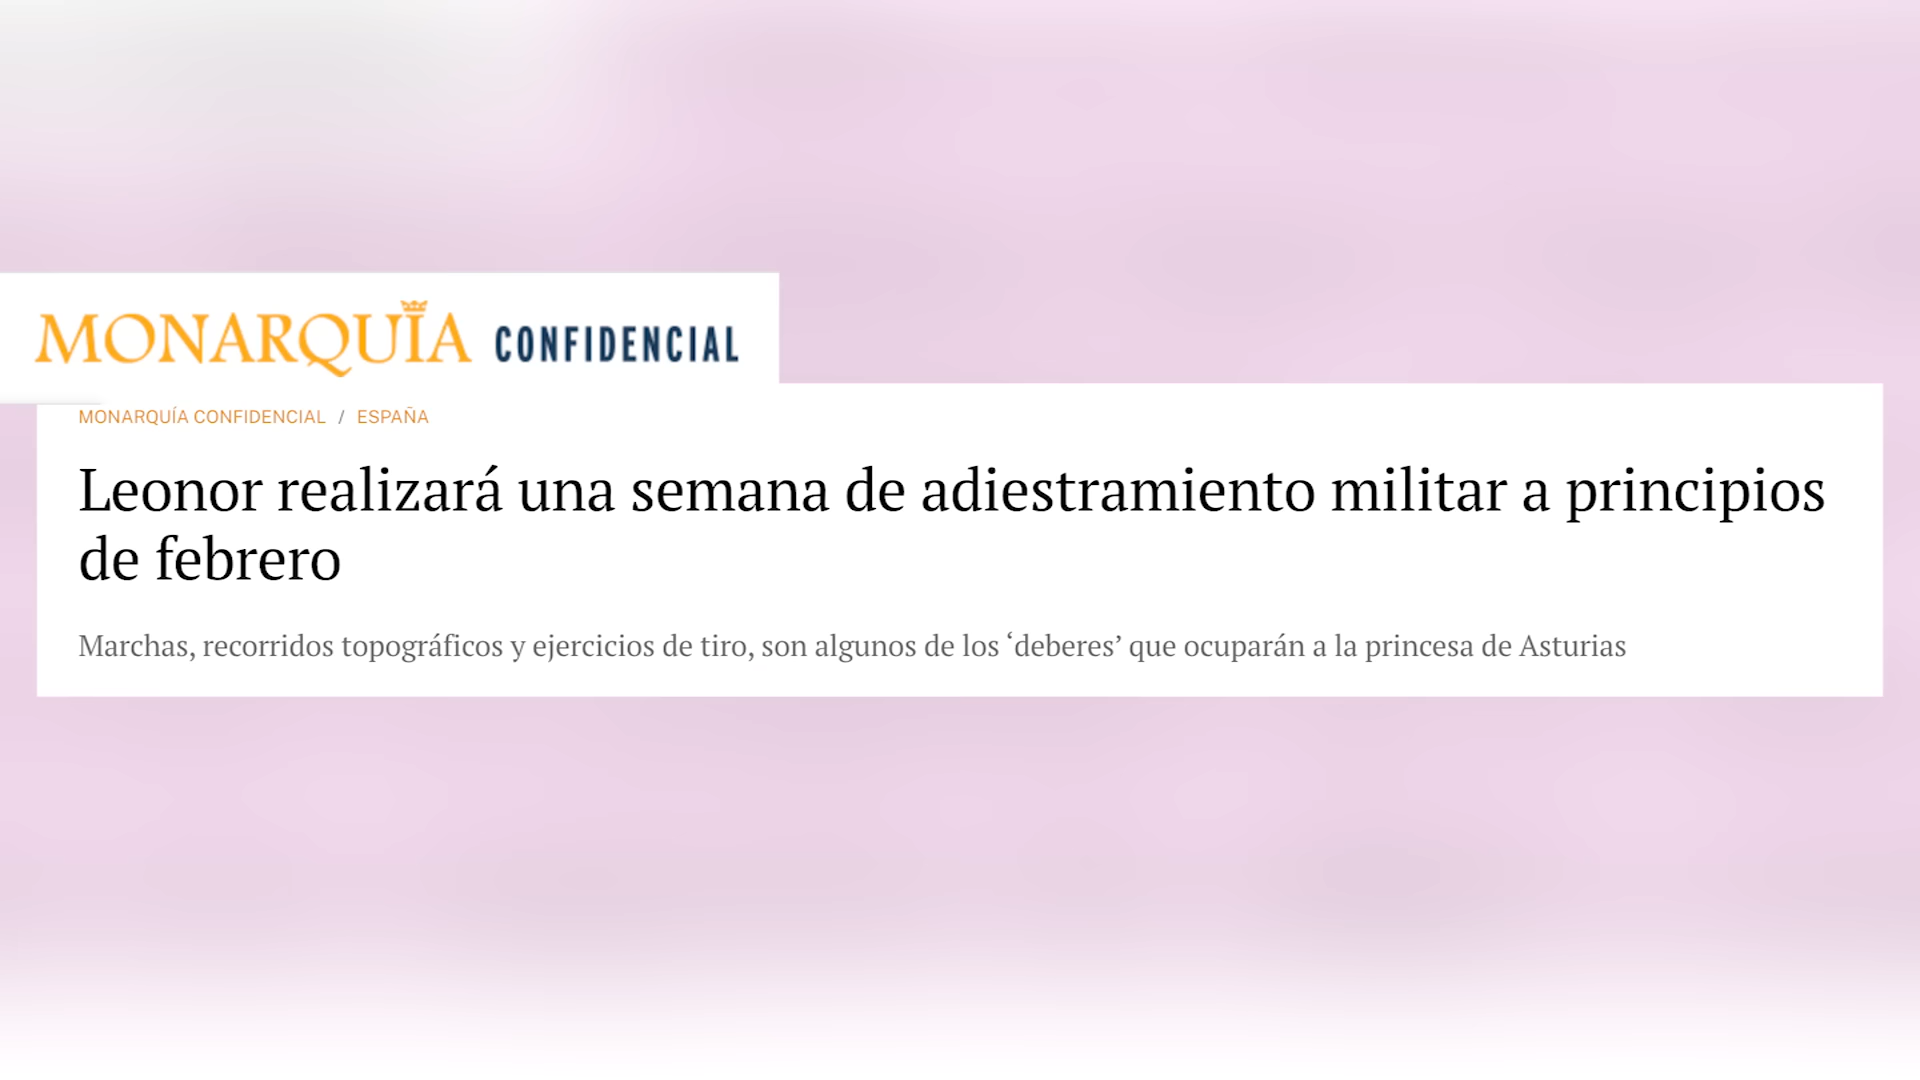 MONARQUÍA CONFIDENCIAL
MONARQUÍA CONFIDENCIAL / ESPAÑA
Leonor realizará una semana de adiestramiento militar a principios
de febrero
Marchas, recorridos topográficos y ejercicios de tiro, son algunos de los ‘deberes’ que ocuparán a la princesa de Asturias